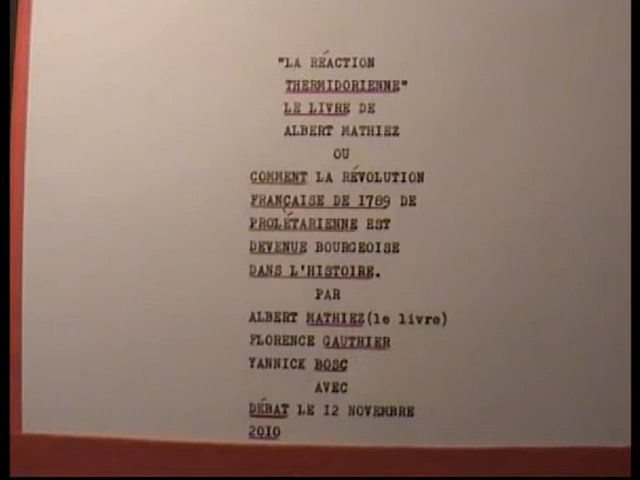 "LA RÉACTION
THERMIDORIENNE"
LE LIVRE DE
ALBERT MATHIEZ
OU
COMMENT LA RÉVOLUTION
FRANÇAISE DE 1789 DE
PROLÉTARIENNE EST
DEVENUE BOURGEOISE
DANS L'HISTOIRE.
PAR
ALBERT MATHIEZ(le livre)
FLORENCE GAUTHIER
YANNICK BOSC
AVEC
DÉBAT LE 12 NOVEMBRE
2010